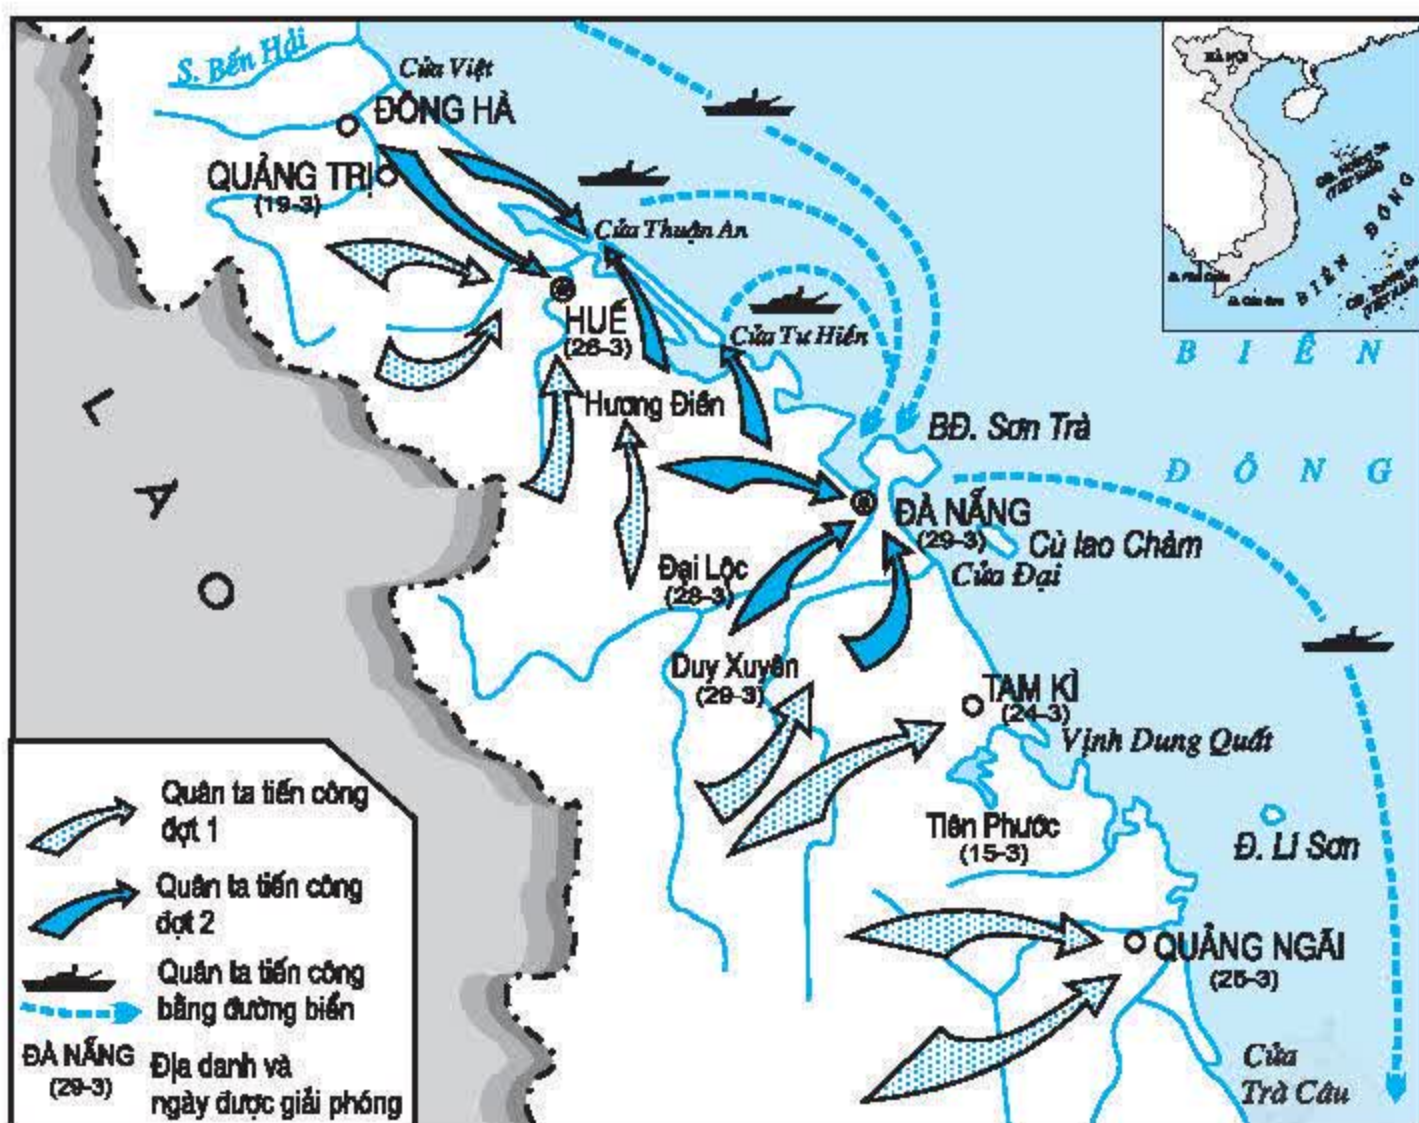 S. Bến Hải
Cửa Việt
ĐÔNG HÀ
QUẢNG TRỊ
(19-3)
Cửa Thuận An
HUẾ
(26-3)
Cửa Tư Hiền
Hương Điền
BĐ. Sơn Trà
ĐÀ NẴNG
(29-3)
Cù lao Chàm
Cửa Đại
Đại Lộc
(28-3)
Duy Xuyên
(29-3)
TAM KÌ
(24-3)
Vịnh Dung Quất
Tiên Phước
(15-3)
Đ. Lí Sơn
QUẢNG NGÃI
(25-3)
Cửa
Trà Câu
L A O
HÀ NỘI
BIỂN ĐÔNG
B I Ể N
Đ Ô N G
Quân ta tiến công
đợt 1
Quân ta tiến công
đợt 2
Quân ta tiến công
bằng đường biển
ĐÀ NẴNG
(29-3)
Địa danh và
ngày được giải phóng